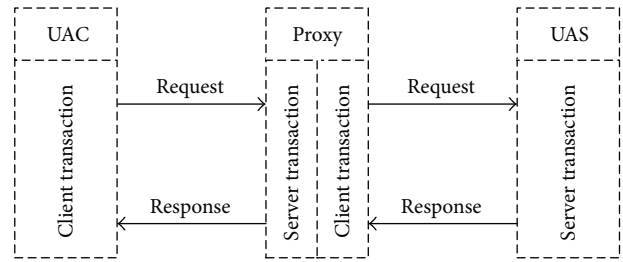 UAC
Proxy
UAS
Request
Request
Client transaction
Server transaction
Client transaction
Server transaction
Response
Response